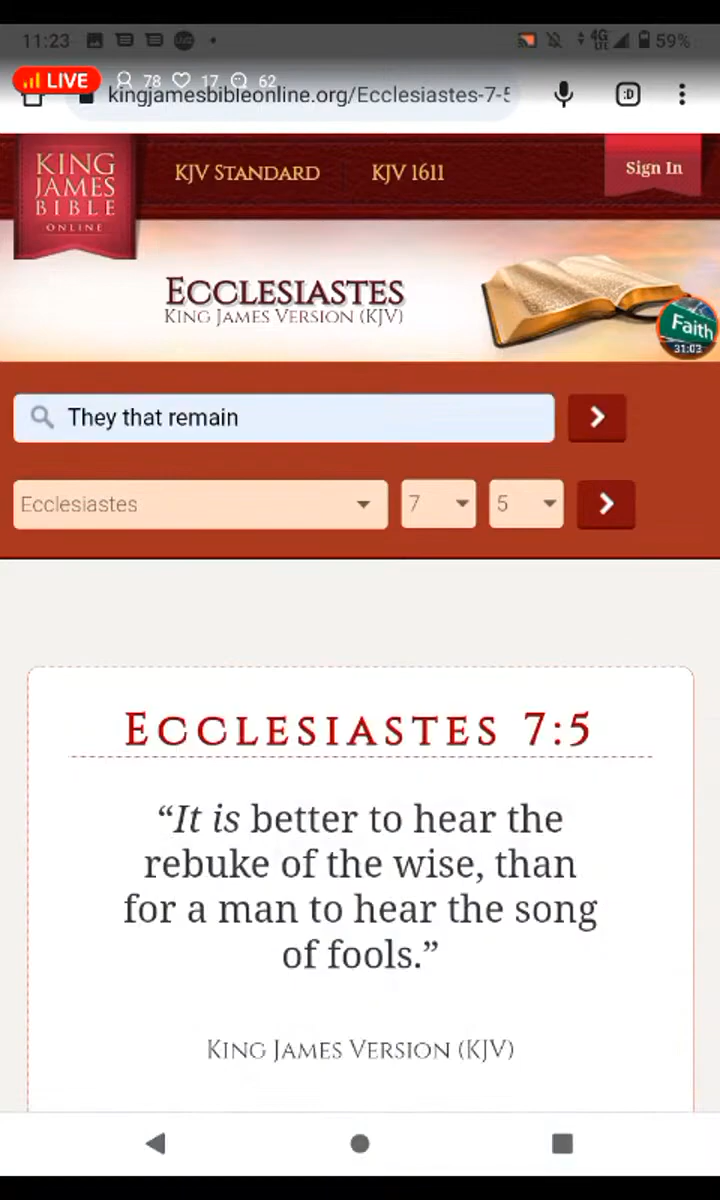 11:23
4G
LTE
59%
LIVE
78
17
62
kingjamesbibleonline.org/Ecclesiastes-7-5
:D
KING
JAMES
BIBLE
ONLINE
KJV STANDARD
KJV 1611
Sign In
ECCLESIASTES
KING JAMES VERSION (KJV)
Faith
31:03
They that remain
Ecclesiastes
7
5
ECCLESIASTES 7:5
“It is better to hear the
rebuke of the wise, than
for a man to hear the song
of fools.”
KING JAMES VERSION (KJV)